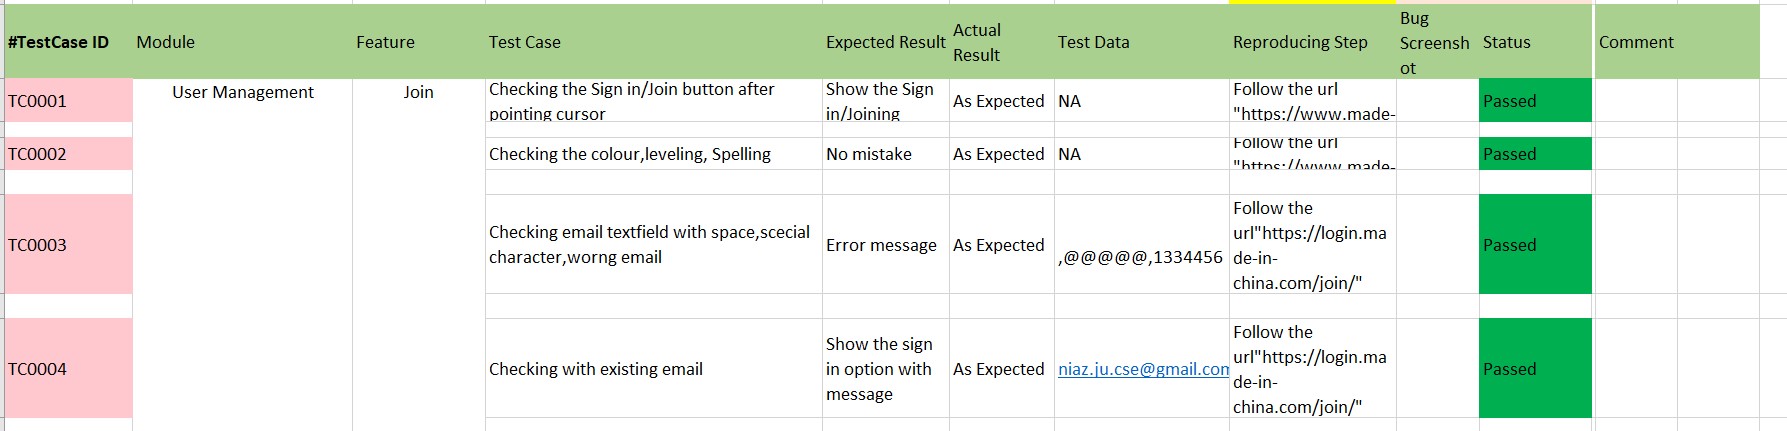 #TestCase ID Module Feature Test Case Expected Result Actual Result Test Data Reproducing Step Bug Screenshot Status Comment
TC0001 User Management Join Checking the Sign in/Join button after
pointing cursor
Show the Sign
in/Joining
As Expected NA
Follow the url
"https://www.made-
Passed
TC0002 Checking the colour,leveling, Spelling No mistake As Expected NA
Follow the url
"https://www.made-
Passed
TC0003
Checking email textfield with space,scecial
character,worng email
Error message As Expected ,@@@@@,1334456
Follow the
url"https://login.ma
de-in-
china.com/join/"
Passed
TC0004 Checking with existing email
Show the sign
in option with
message
As Expected niaz.ju.cse@gmail.com
Follow the
url"https://login.ma
de-in-
china.com/join/"
Passed